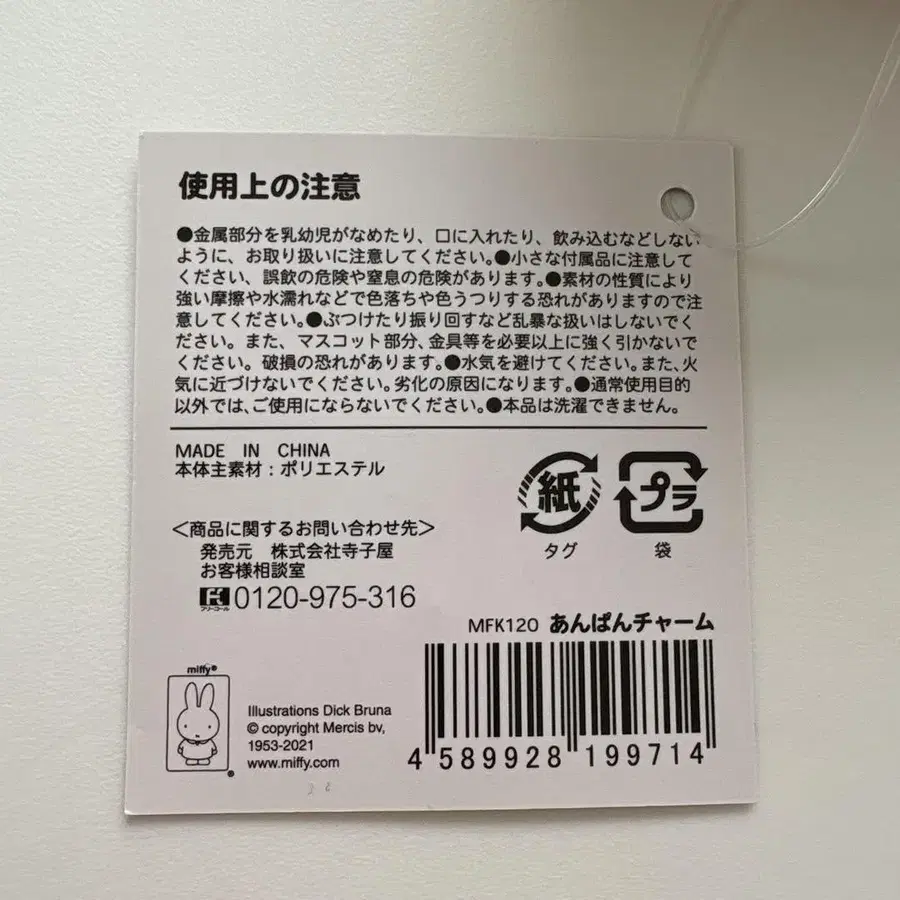 使用上の注意
●金属部分を乳幼児がなめたり、口に入れたり、飲み込むなどしない
ように、お取り扱いに注意してください。●小さな付属品に注意して
ください、誤飲の危険や窒息の危険があります。●素材の性質により
強い摩擦や水濡れなどで色落ちや色うつりする恐れがありますので注
意してください。●ぶつけたり振り回すなど乱暴な扱いはしないでく
ださい。また、マスコット部分、金具等を必要以上に強く引かないで
ください。破損の恐れがあります。●水気を避けてください。また、火
気に近づけないでください。劣化の原因になります。●通常使用目的
以外では、ご使用にならないでください。●本品は洗濯できません。
MADE IN CHINA
本体主素材：ポリエステル
紙
タグ
プラ
袋
＜商品に関するお問い合わせ先＞
発売元　株式会社寺子屋
お客様相談室
フリーコール
0120-975-316
MFK120 あんぱんチャーム
4 589928 199714
miffy®
Illustrations Dick Bruna
© copyright Mercis bv,
1953-2021
www.miffy.com